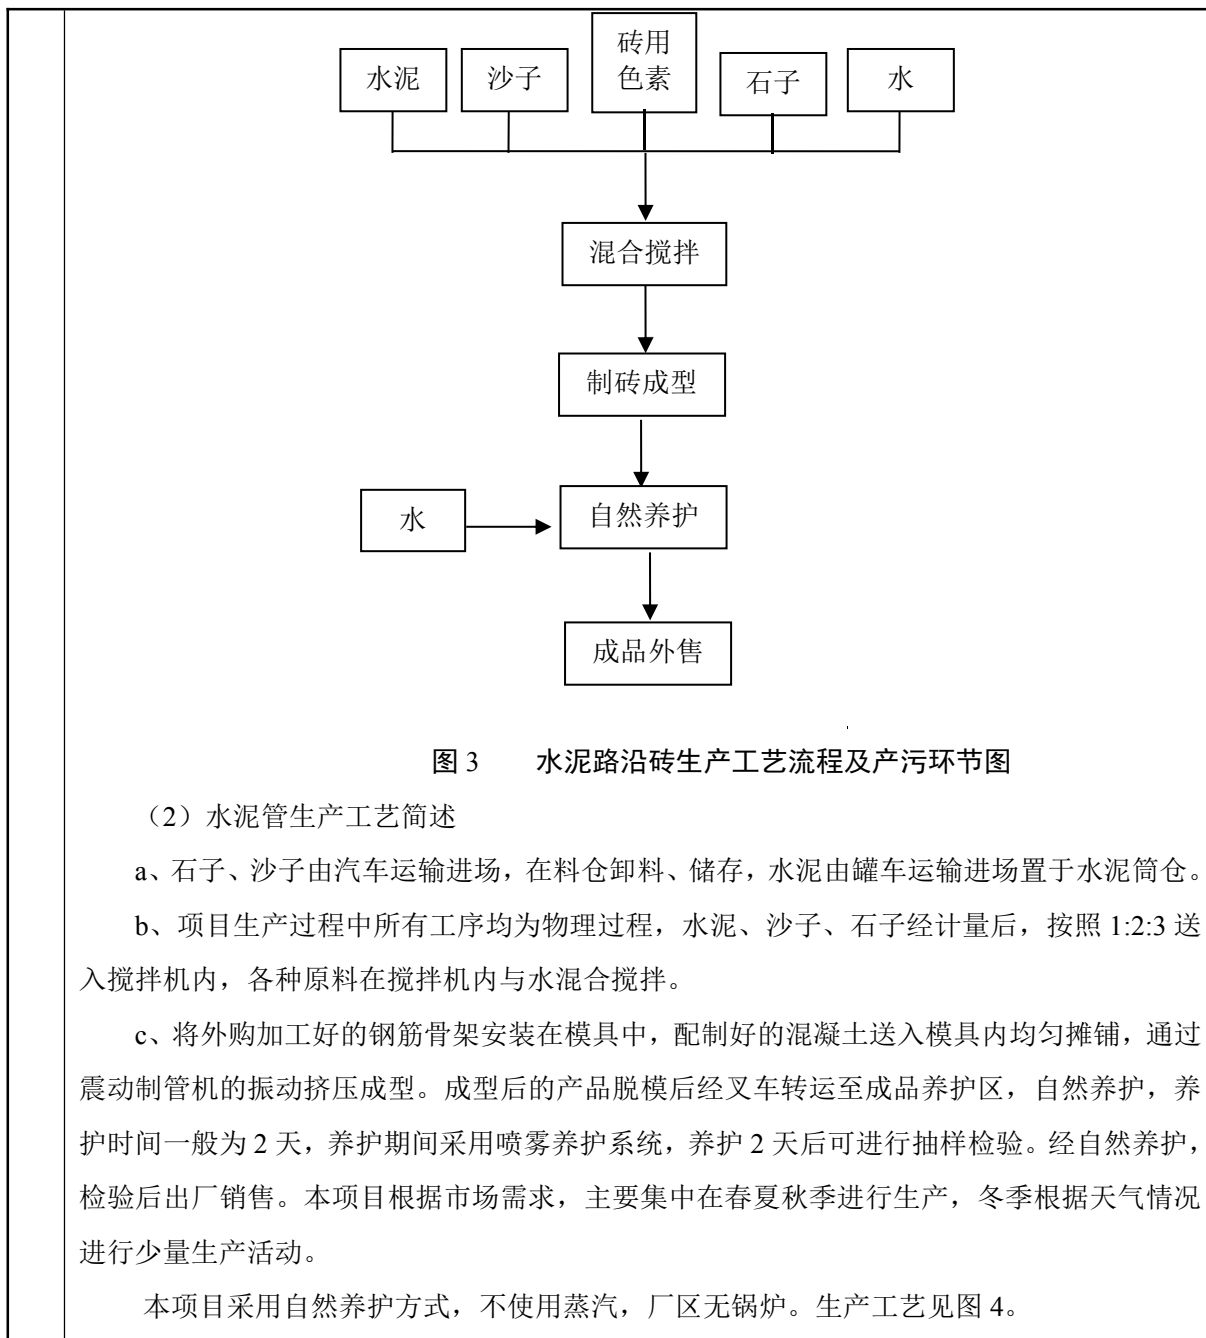 砖用
色素
水泥
沙子
石子
水
混合搅拌
制砖成型
水
自然养护
成品外售
图 3 水泥路沿砖生产工艺流程及产污环节图
（2）水泥管生产工艺简述
a、石子、沙子由汽车运输进场，在料仓卸料、储存，水泥由罐车运输进场置于水泥筒仓。
b、项目生产过程中所有工序均为物理过程，水泥、沙子、石子经计量后，按照 1:2:3 送
入搅拌机内，各种原料在搅拌机内与水混合搅拌。
c、将外购加工好的钢筋骨架安装在模具中，配制好的混凝土送入模具内均匀摊铺，通过
震动制管机的振动挤压成型。成型后的产品脱模后经叉车转运至成品养护区，自然养护，养
护时间一般为 2 天，养护期间采用喷雾养护系统，养护 2 天后可进行抽样检验。经自然养护，
检验后出厂销售。本项目根据市场需求，主要集中在春夏秋季进行生产，冬季根据天气情况
进行少量生产活动。
本项目采用自然养护方式，不使用蒸汽，厂区无锅炉。生产工艺见图 4。